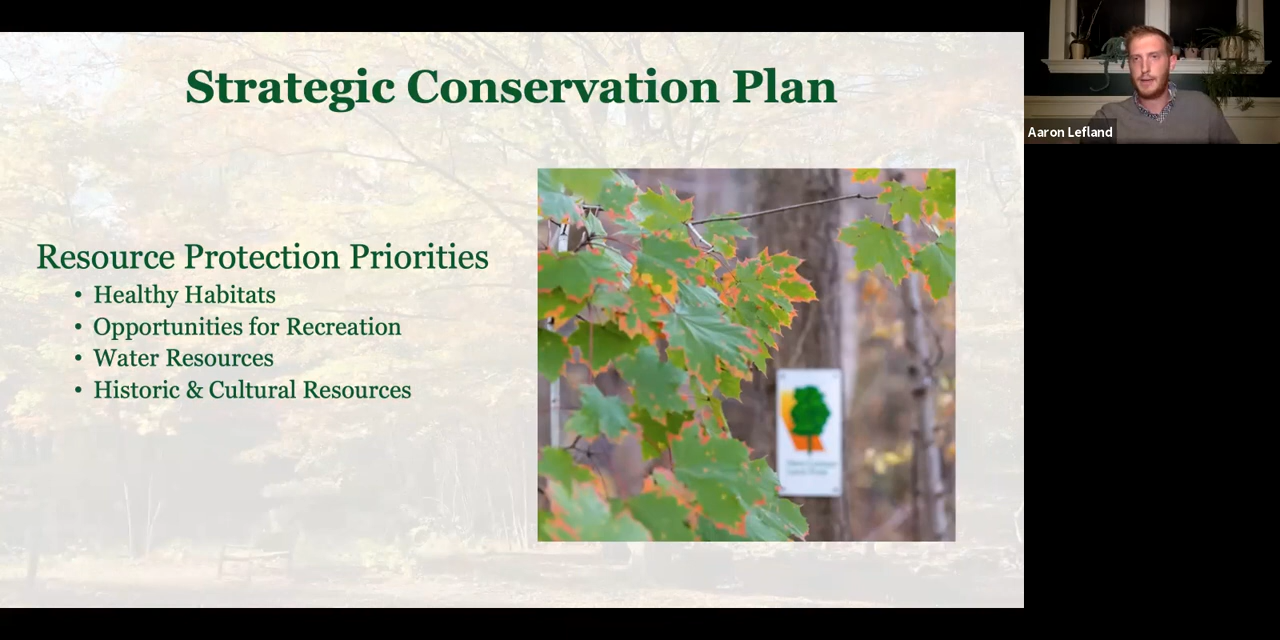 Strategic Conservation Plan
Aaron Lefland
Resource Protection Priorities
• Healthy Habitats
• Opportunities for Recreation
• Water Resources
• Historic & Cultural Resources